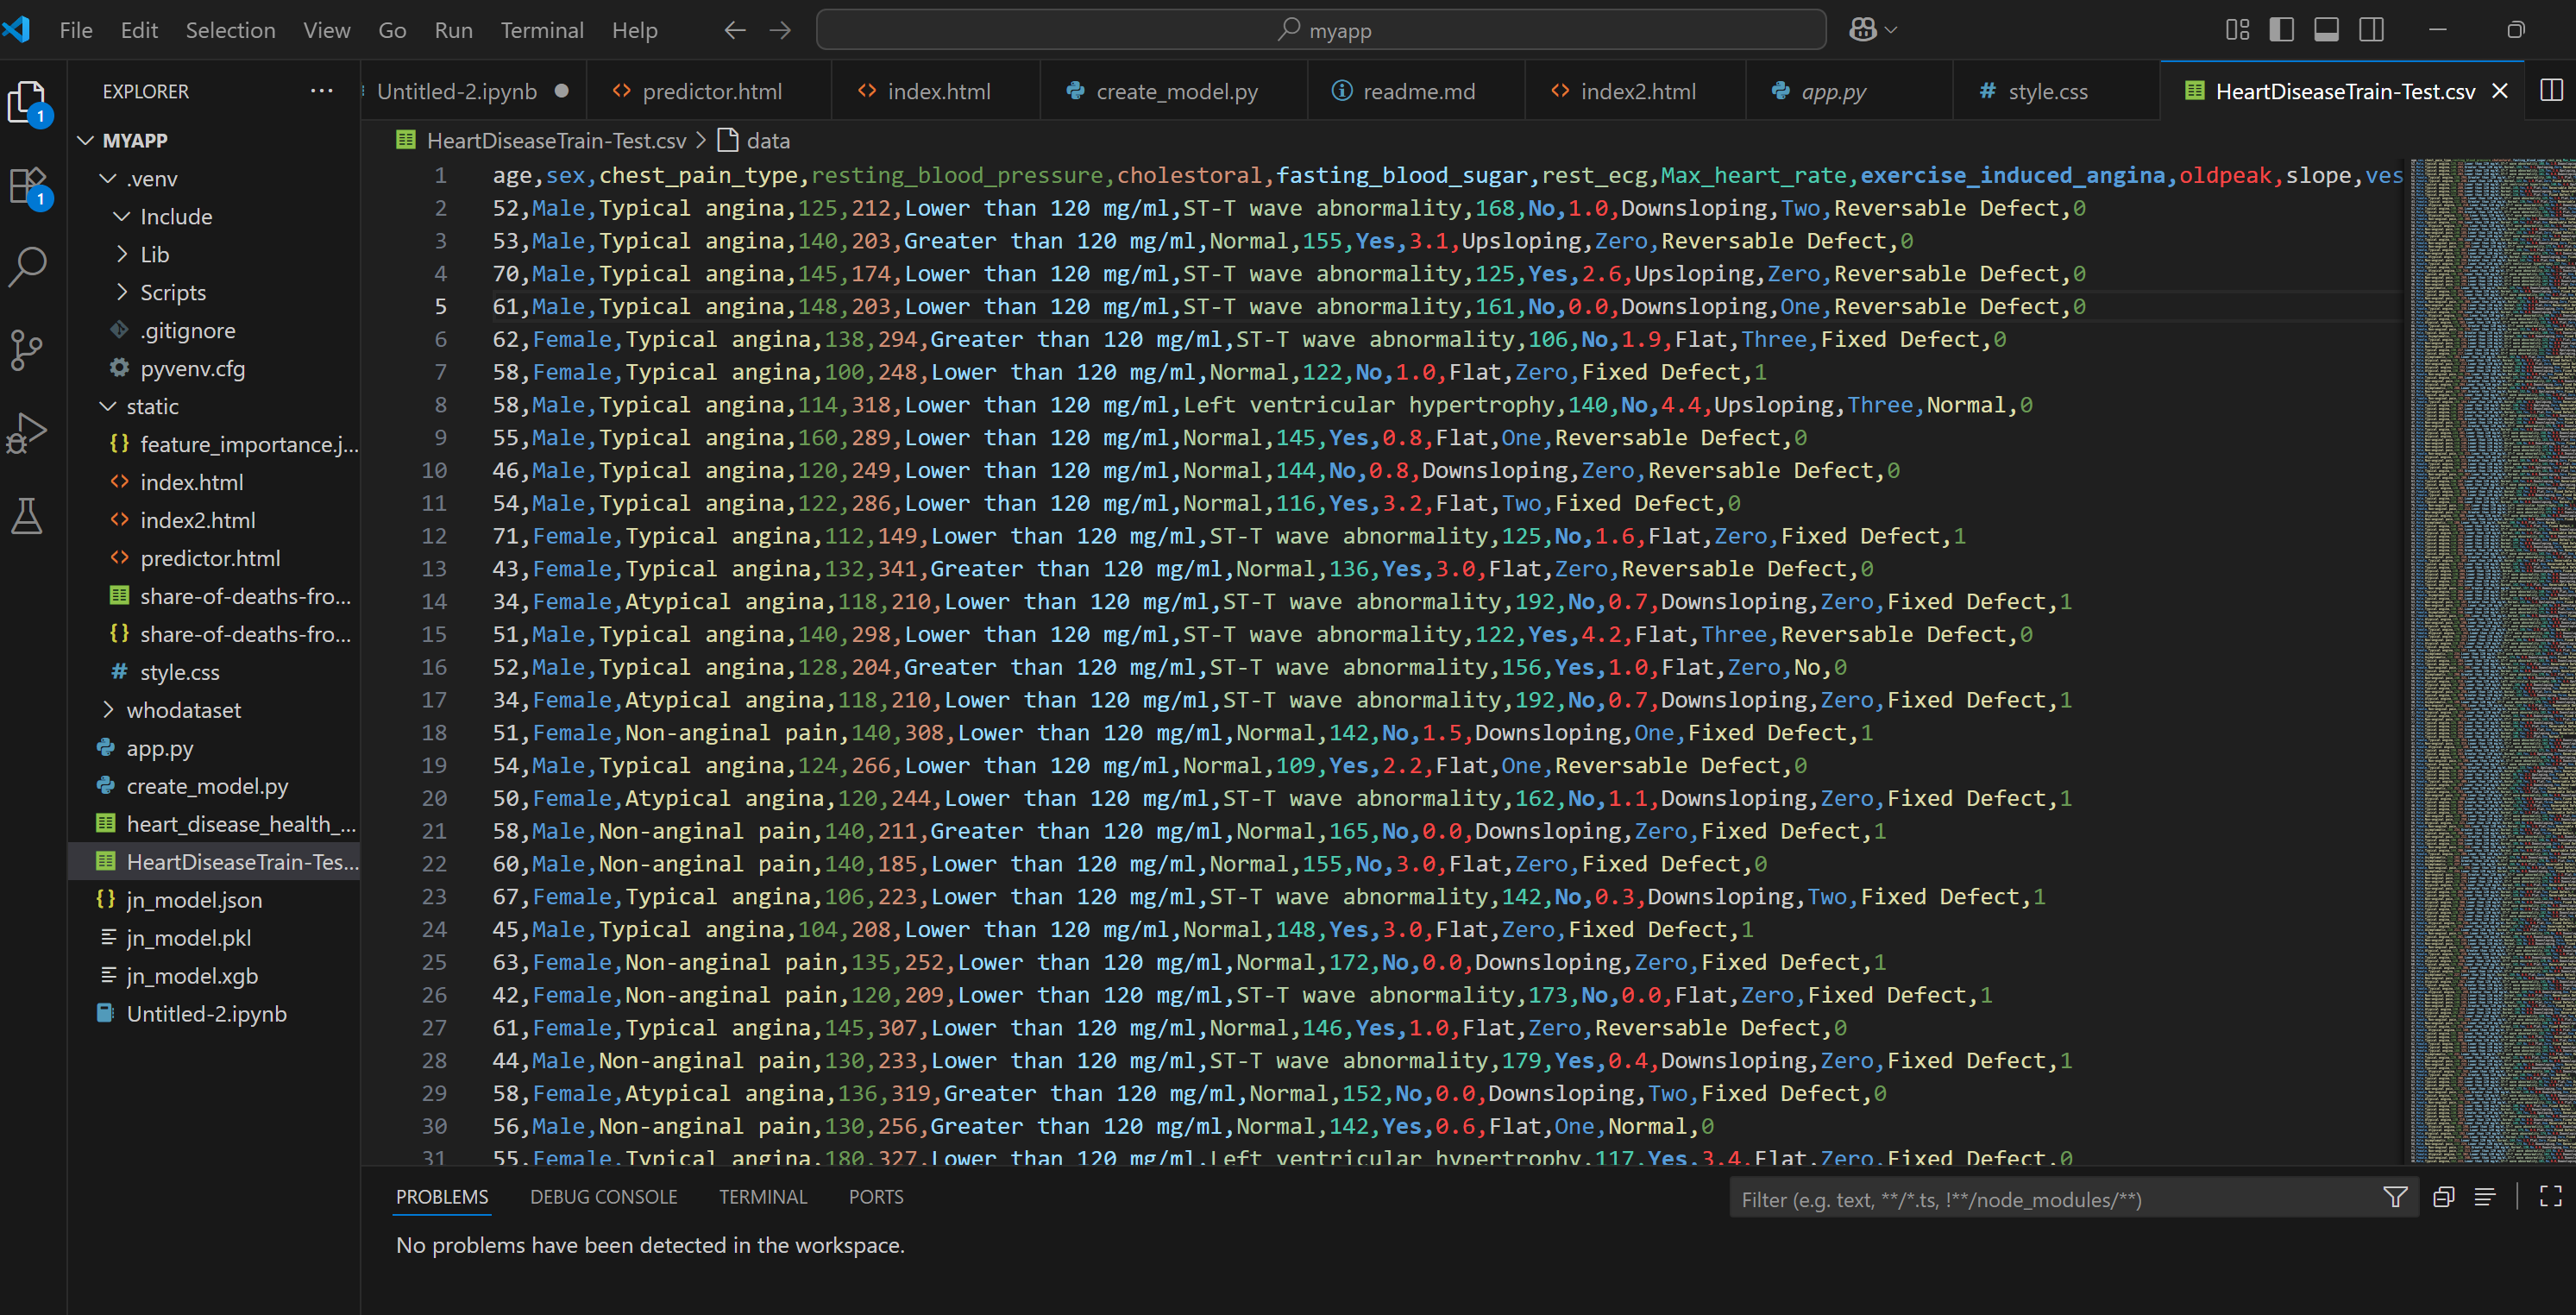 File Edit Selection View Go Run Terminal Help
myapp
EXPLORER
Untitled-2.ipynb
predictor.html
index.html
create_model.py
readme.md
index2.html
app.py
style.css
HeartDiseaseTrain-Test.csv
1
1
MYAPP
.venv
Include
Lib
Scripts
.gitignore
pyvenv.cfg
static
feature_importance.j...
index.html
index2.html
predictor.html
share-of-deaths-fro...
share-of-deaths-fro...
style.css
whodataset
app.py
create_model.py
heart_disease_health_...
HeartDiseaseTrain-Tes...
jn_model.json
jn_model.pkl
jn_model.xgb
Untitled-2.ipynb
HeartDiseaseTrain-Test.csv > data
1 age,sex,chest_pain_type,resting_blood_pressure,cholestoral,fasting_blood_sugar,rest_ecg,Max_heart_rate,exercise_induced_angina,oldpeak,slope,ves
2 52,Male,Typical angina,125,212,Lower than 120 mg/ml,ST-T wave abnormality,168,No,1.0,Downsloping,Two,Reversable Defect,0
3 53,Male,Typical angina,140,203,Greater than 120 mg/ml,Normal,155,Yes,3.1,Upsloping,Zero,Reversable Defect,0
4 70,Male,Typical angina,145,174,Lower than 120 mg/ml,ST-T wave abnormality,125,Yes,2.6,Upsloping,Zero,Reversable Defect,0
5 61,Male,Typical angina,148,203,Lower than 120 mg/ml,ST-T wave abnormality,161,No,0.0,Downsloping,One,Reversable Defect,0
6 62,Female,Typical angina,138,294,Greater than 120 mg/ml,ST-T wave abnormality,106,No,1.9,Flat,Three,Fixed Defect,0
7 58,Female,Typical angina,100,248,Lower than 120 mg/ml,Normal,122,No,1.0,Flat,Zero,Fixed Defect,1
8 58,Male,Typical angina,114,318,Lower than 120 mg/ml,Left ventricular hypertrophy,140,No,4.4,Upsloping,Three,Normal,0
9 55,Male,Typical angina,160,289,Lower than 120 mg/ml,Normal,145,Yes,0.8,Flat,One,Reversable Defect,0
10 46,Male,Typical angina,120,249,Lower than 120 mg/ml,Normal,144,No,0.8,Downsloping,Zero,Reversable Defect,0
11 54,Male,Typical angina,122,286,Lower than 120 mg/ml,Normal,116,Yes,3.2,Flat,Two,Fixed Defect,0
12 71,Female,Typical angina,112,149,Lower than 120 mg/ml,ST-T wave abnormality,125,No,1.6,Flat,Zero,Fixed Defect,1
13 43,Female,Typical angina,132,341,Greater than 120 mg/ml,Normal,136,Yes,3.0,Flat,Zero,Reversable Defect,0
14 34,Female,Atypical angina,118,210,Lower than 120 mg/ml,ST-T wave abnormality,192,No,0.7,Downsloping,Zero,Fixed Defect,1
15 51,Male,Typical angina,140,298,Lower than 120 mg/ml,ST-T wave abnormality,122,Yes,4.2,Flat,Three,Reversable Defect,0
16 52,Male,Typical angina,128,204,Greater than 120 mg/ml,ST-T wave abnormality,156,Yes,1.0,Flat,Zero,No,0
17 34,Female,Atypical angina,118,210,Lower than 120 mg/ml,ST-T wave abnormality,192,No,0.7,Downsloping,Zero,Fixed Defect,1
18 51,Female,Non-anginal pain,140,308,Lower than 120 mg/ml,Normal,142,No,1.5,Downsloping,One,Fixed Defect,1
19 54,Male,Typical angina,124,266,Lower than 120 mg/ml,Normal,109,Yes,2.2,Flat,One,Reversable Defect,0
20 50,Female,Atypical angina,120,244,Lower than 120 mg/ml,ST-T wave abnormality,162,No,1.1,Downsloping,Zero,Fixed Defect,1
21 58,Male,Non-anginal pain,140,211,Greater than 120 mg/ml,Normal,165,No,0.0,Downsloping,Zero,Fixed Defect,1
22 60,Male,Non-anginal pain,140,185,Lower than 120 mg/ml,Normal,155,No,3.0,Flat,Zero,Fixed Defect,0
23 67,Female,Typical angina,106,223,Lower than 120 mg/ml,ST-T wave abnormality,142,No,0.3,Downsloping,Two,Fixed Defect,1
24 45,Male,Typical angina,104,208,Lower than 120 mg/ml,Normal,148,Yes,3.0,Flat,Zero,Fixed Defect,1
25 63,Female,Non-anginal pain,135,252,Lower than 120 mg/ml,Normal,172,No,0.0,Downsloping,Zero,Fixed Defect,1
26 42,Female,Non-anginal pain,120,209,Lower than 120 mg/ml,ST-T wave abnormality,173,No,0.0,Flat,Zero,Fixed Defect,1
27 61,Female,Typical angina,145,307,Lower than 120 mg/ml,Normal,146,Yes,1.0,Flat,Zero,Reversable Defect,0
28 44,Male,Non-anginal pain,130,233,Lower than 120 mg/ml,ST-T wave abnormality,179,Yes,0.4,Downsloping,Zero,Fixed Defect,1
29 58,Female,Atypical angina,136,319,Greater than 120 mg/ml,Normal,152,No,0.0,Downsloping,Two,Fixed Defect,0
30 56,Male,Non-anginal pain,130,256,Greater than 120 mg/ml,Normal,142,Yes,0.6,Flat,One,Normal,0
31 55,Female,Typical angina,180,327,Lower than 120 mg/ml,Left ventricular hypertrophy,117,Yes,3.4,Flat,Zero,Fixed Defect,0
PROBLEMS DEBUG CONSOLE TERMINAL PORTS
Filter (e.g. text, **/*.ts, !**/node_modules/**)
No problems have been detected in the workspace.